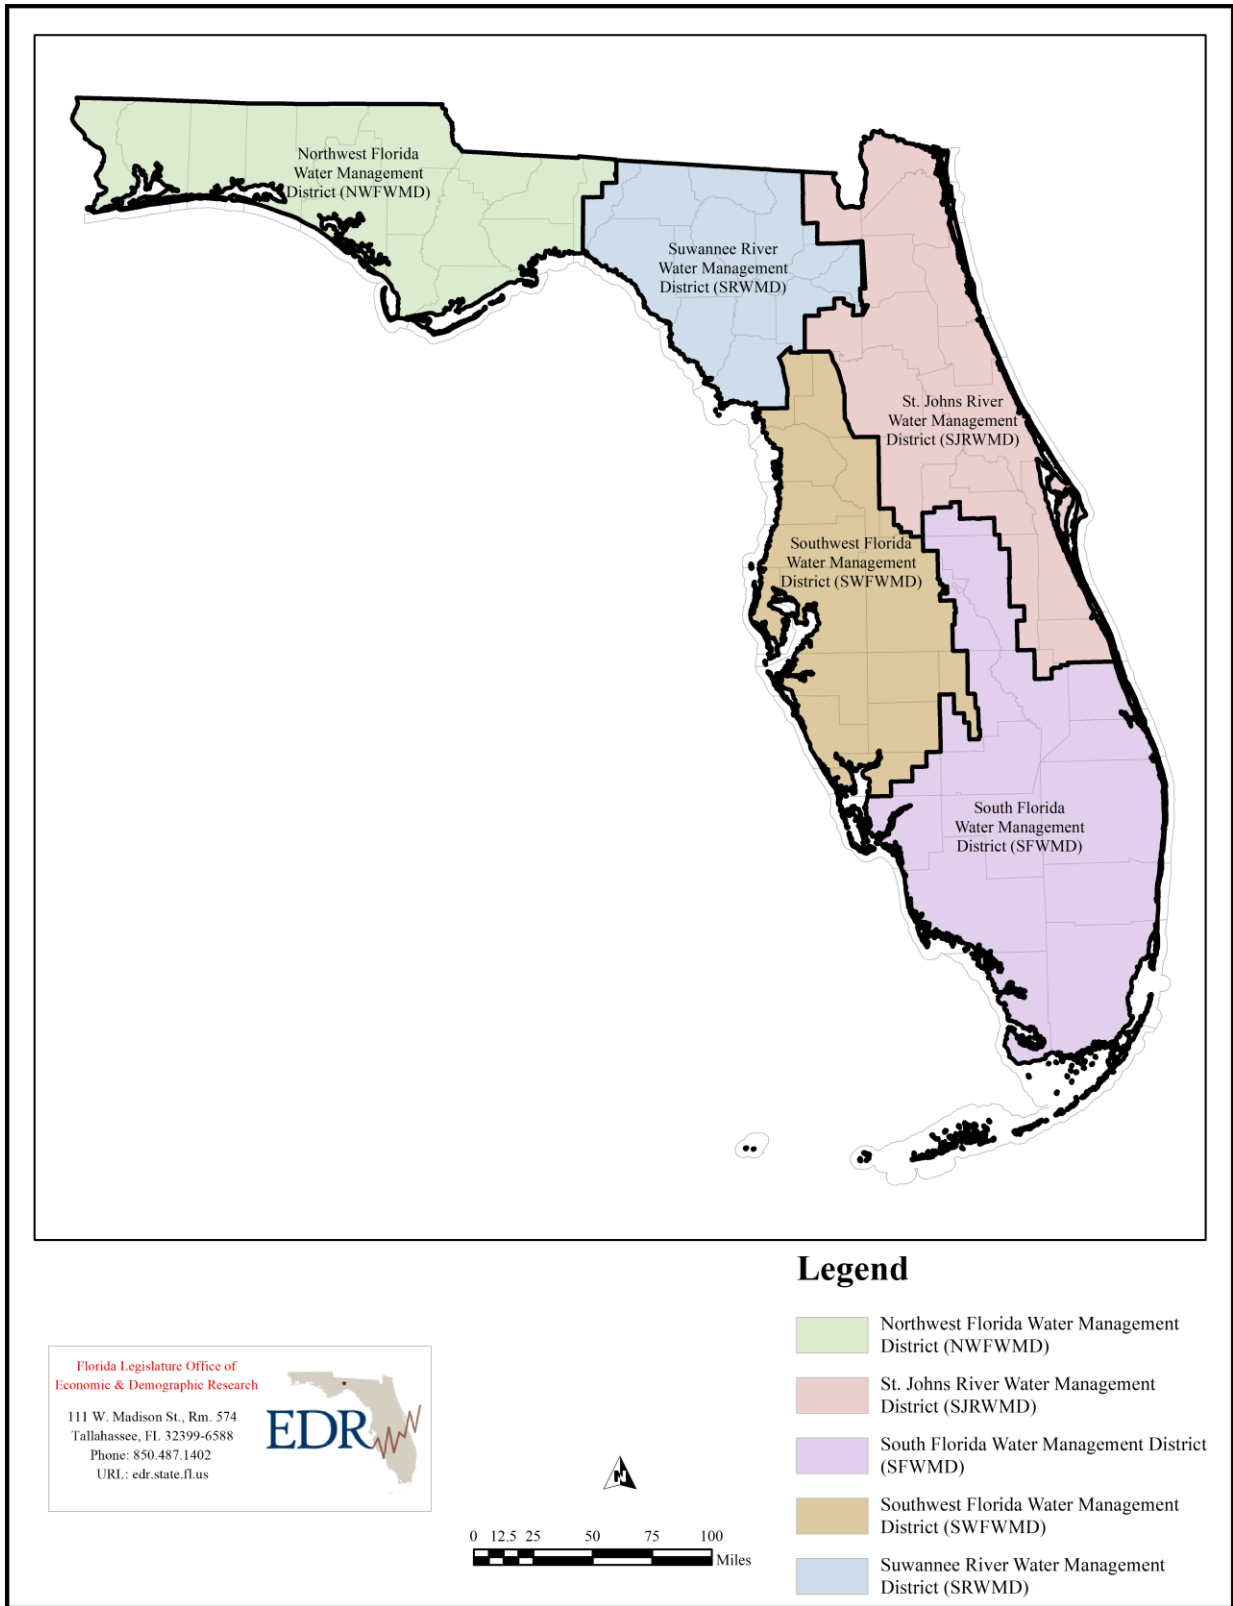 Northwest Florida
Water Management
District (NWFWMD)
Suwannee River
Water Management
District (SRWMD)
St. Johns River
Water Management
District (SJRWMD)
Southwest Florida
Water Management
District (SWFWMD)
South Florida
Water Management
District (SFWMD)
Legend
Northwest Florida Water Management
District (NWFWMD)
St. Johns River Water Management
District (SJRWMD)
South Florida Water Management District
(SFWMD)
Southwest Florida Water Management
District (SWFWMD)
Suwannee River Water Management
District (SRWMD)
Florida Legislature Office of
Economic & Demographic Research
111 W. Madison St., Rm. 574
Tallahassee, FL 32399-6588
Phone: 850.487.1402
URL: edr.state.fl.us
EDR
N
0 12.5 25 50 75 100
Miles